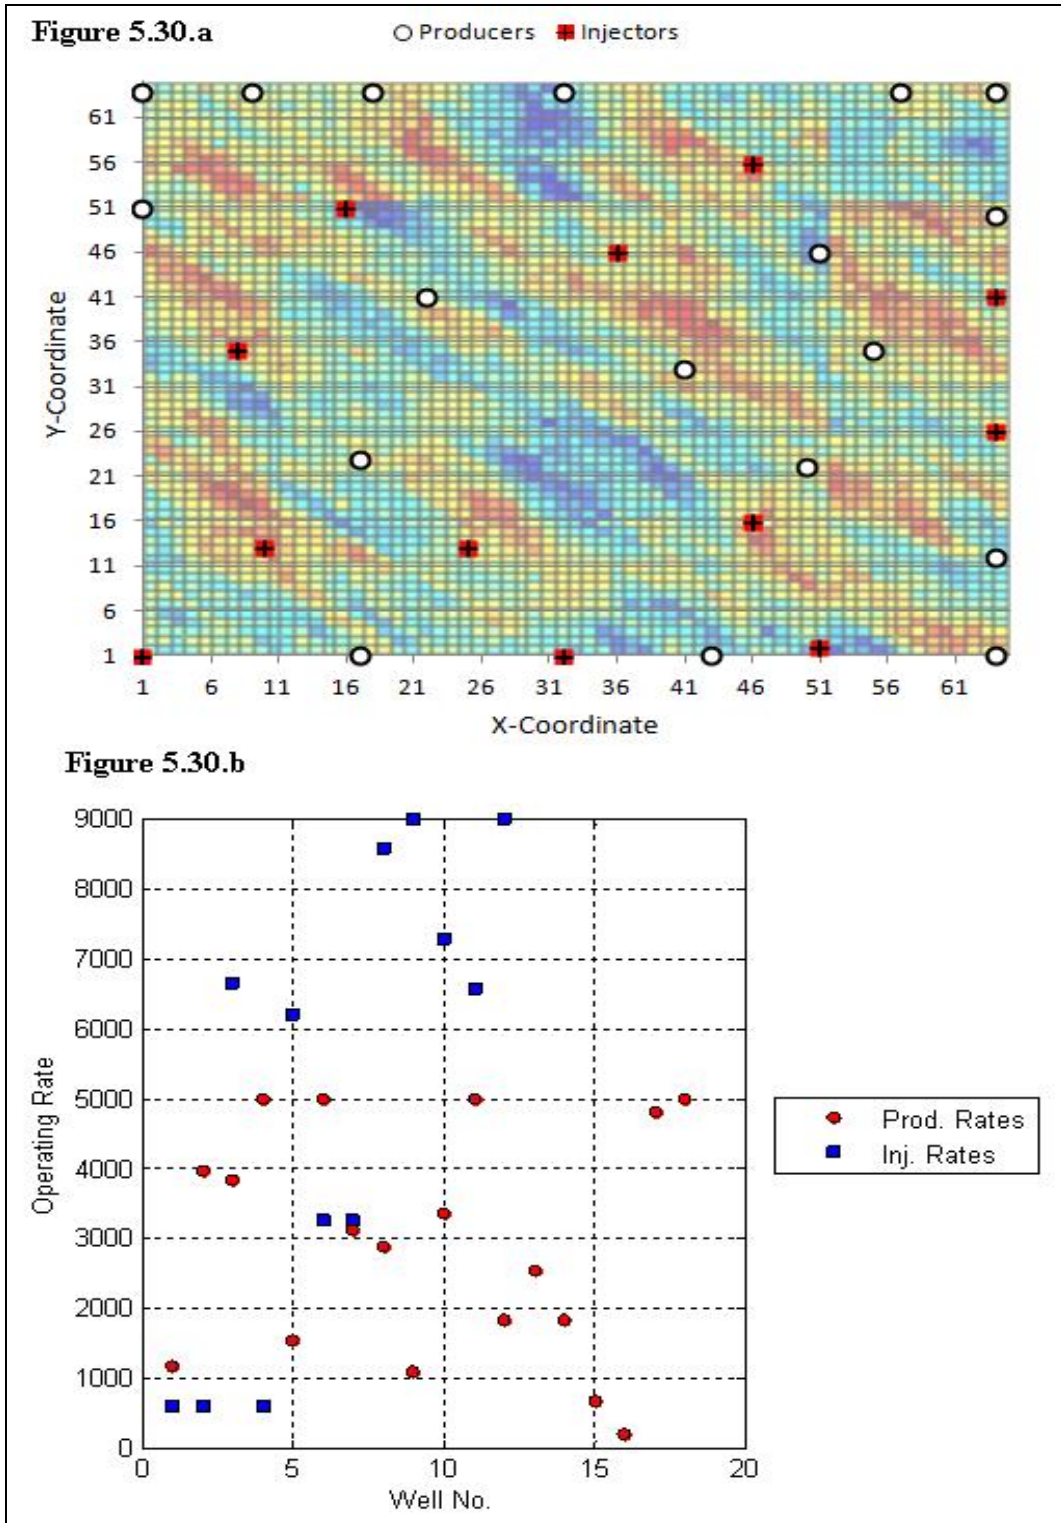 Figure 5.30.a
Producers Injectors
61
56
51
46
41
36
31
26
21
16
11
6
1
Y-Coordinate
1 6 11 16 21 26 31 36 41 46 51 56 61
X-Coordinate
Figure 5.30.b
9000
8000
7000
6000
5000
4000
3000
2000
1000
0
Operating Rate
0 5 10 15 20
Well No.
Prod. Rates
Inj. Rates